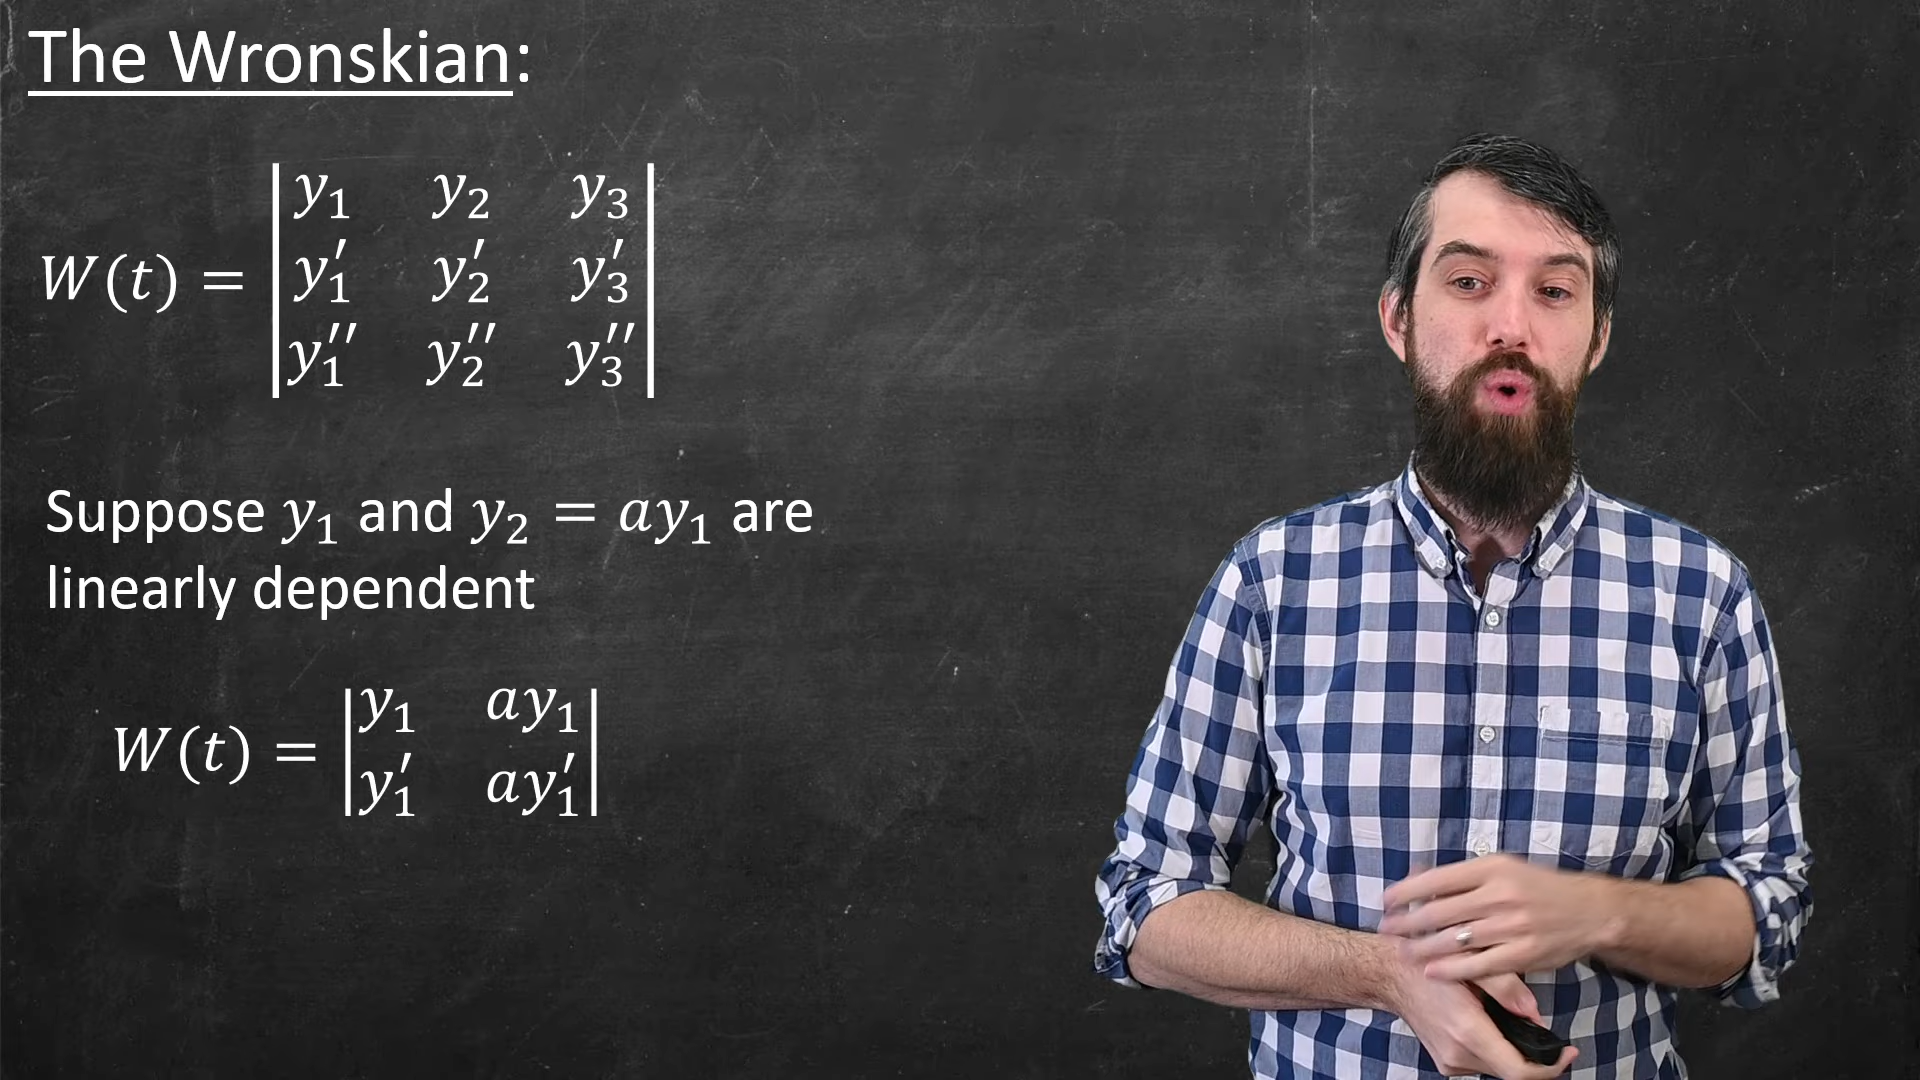 The Wronskian:
y₁ y₂ y₃
W(t) = | y₁′ y₂′ y₃′ |
y₁″ y₂″ y₃″
Suppose y₁ and y₂ = ay₁ are
linearly dependent
W(t) = | y₁ ay₁ |
y₁′ ay₁′